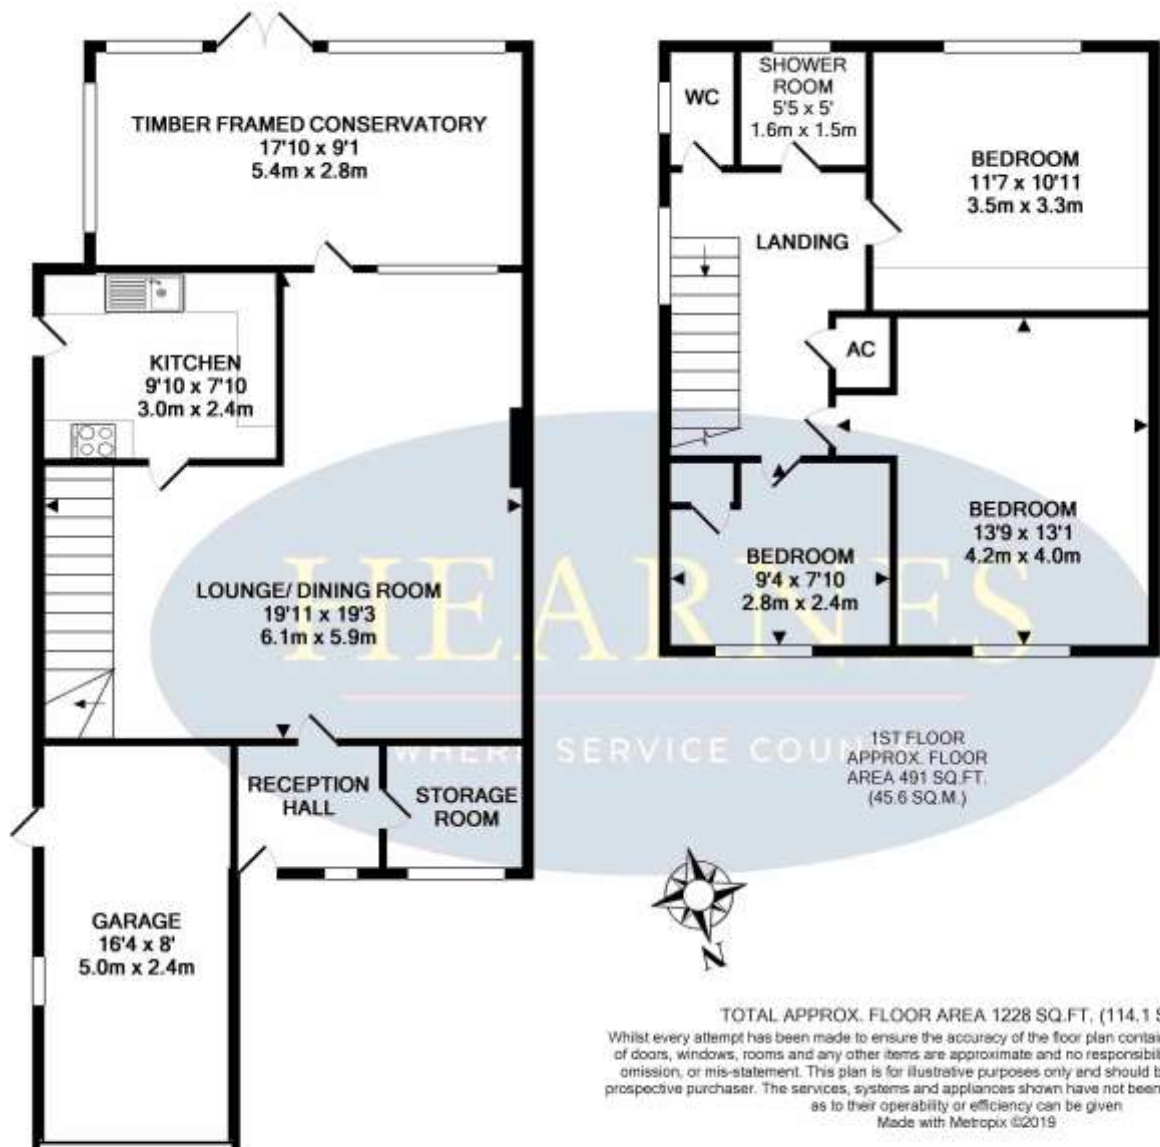 TIMBER FRAMED CONSERVATORY
17'10 x 9'1
5.4m x 2.8m
KITCHEN
9'10 x 7'10
3.0m x 2.4m
LOUNGE/ DINING ROOM
19'11 x 19'3
6.1m x 5.9m
RECEPTION
HALL
STORAGE
ROOM
GARAGE
16'4 x 8'
5.0m x 2.4m
WC
SHOWER
ROOM
5'5 x 5'
1.6m x 1.5m
BEDROOM
11'7 x 10'11
3.5m x 3.3m
LANDING
AC
BEDROOM
13'9 x 13'1
4.2m x 4.0m
BEDROOM
9'4 x 7'10
2.8m x 2.4m
HEARNES
WHERE SERVICE COUN
1ST FLOOR
APPROX. FLOOR
AREA 491 SQ.FT.
(45.6 SQ.M.)
N
TOTAL APPROX. FLOOR AREA 1228 SQ.FT. (114.1 S
Whilst every attempt has been made to ensure the accuracy of the floor plan contai
of doors, windows, rooms and any other items are approximate and no responsibil
omission, or mis-statement. This plan is for illustrative purposes only and should b
prospective purchaser. The services, systems and appliances shown have not been
as to their operability or efficiency can be given
Made with Metropix ©2019